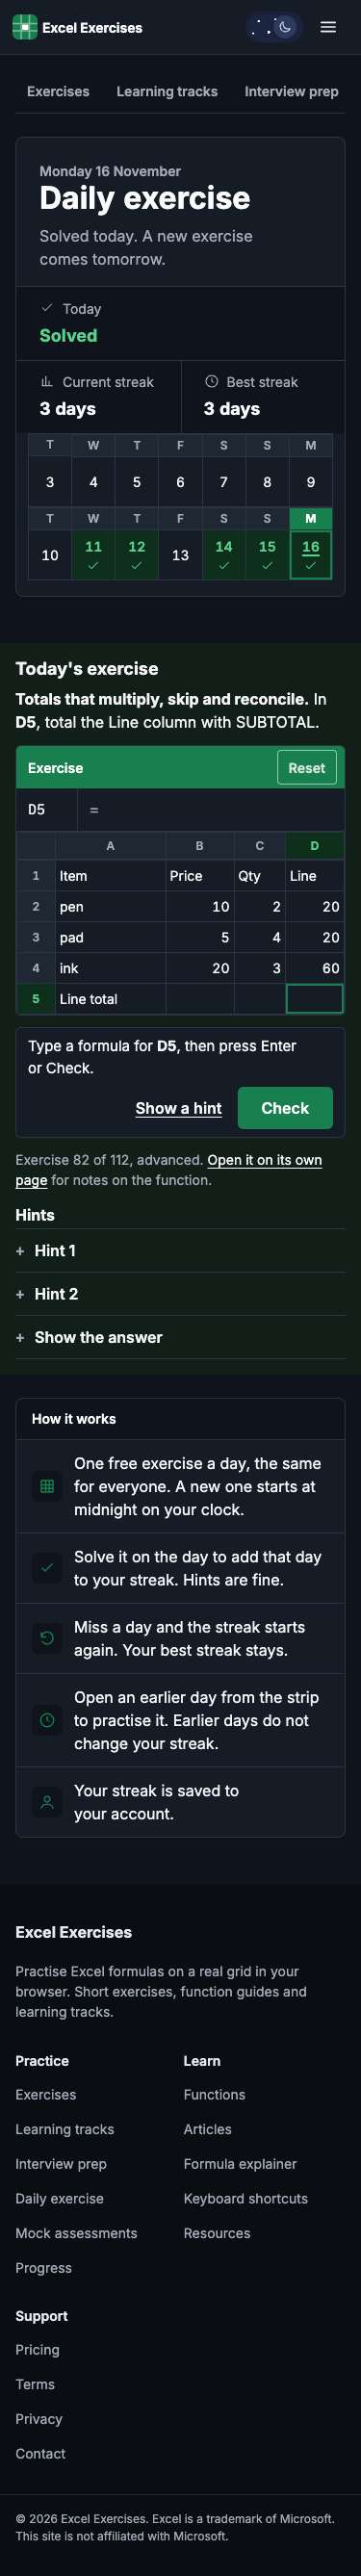 Excel Exercises
Exercises Learning tracks Interview prep
Monday 16 November
Daily exercise
Solved today. A new exercise
comes tomorrow.
Today
Solved
Current streak
3 days
Best streak
3 days
T W T F S S M
3 4 5 6 7 8 9
T W T F S S M
10 11 12 13 14 15 16
Today's exercise
Totals that multiply, skip and reconcile. In
D5, total the Line column with SUBTOTAL.
Exercise Reset
D5 =
A B C D
1 Item Price Qty Line
2 pen 10 2 20
3 pad 5 4 20
4 ink 20 3 60
5 Line total
Type a formula for D5, then press Enter
or Check.
Show a hint Check
Exercise 82 of 112, advanced. Open it on its own
page for notes on the function.
Hints
+ Hint 1
+ Hint 2
+ Show the answer
How it works
One free exercise a day, the same
for everyone. A new one starts at
midnight on your clock.
Solve it on the day to add that day
to your streak. Hints are fine.
Miss a day and the streak starts
again. Your best streak stays.
Open an earlier day from the strip
to practise it. Earlier days do not
change your streak.
Your streak is saved to
your account.
Excel Exercises
Practise Excel formulas on a real grid in your
browser. Short exercises, function guides and
learning tracks.
Practice
Exercises
Learning tracks
Interview prep
Daily exercise
Mock assessments
Progress
Learn
Functions
Articles
Formula explainer
Keyboard shortcuts
Resources
Support
Pricing
Terms
Privacy
Contact
© 2026 Excel Exercises. Excel is a trademark of Microsoft.
This site is not affiliated with Microsoft.